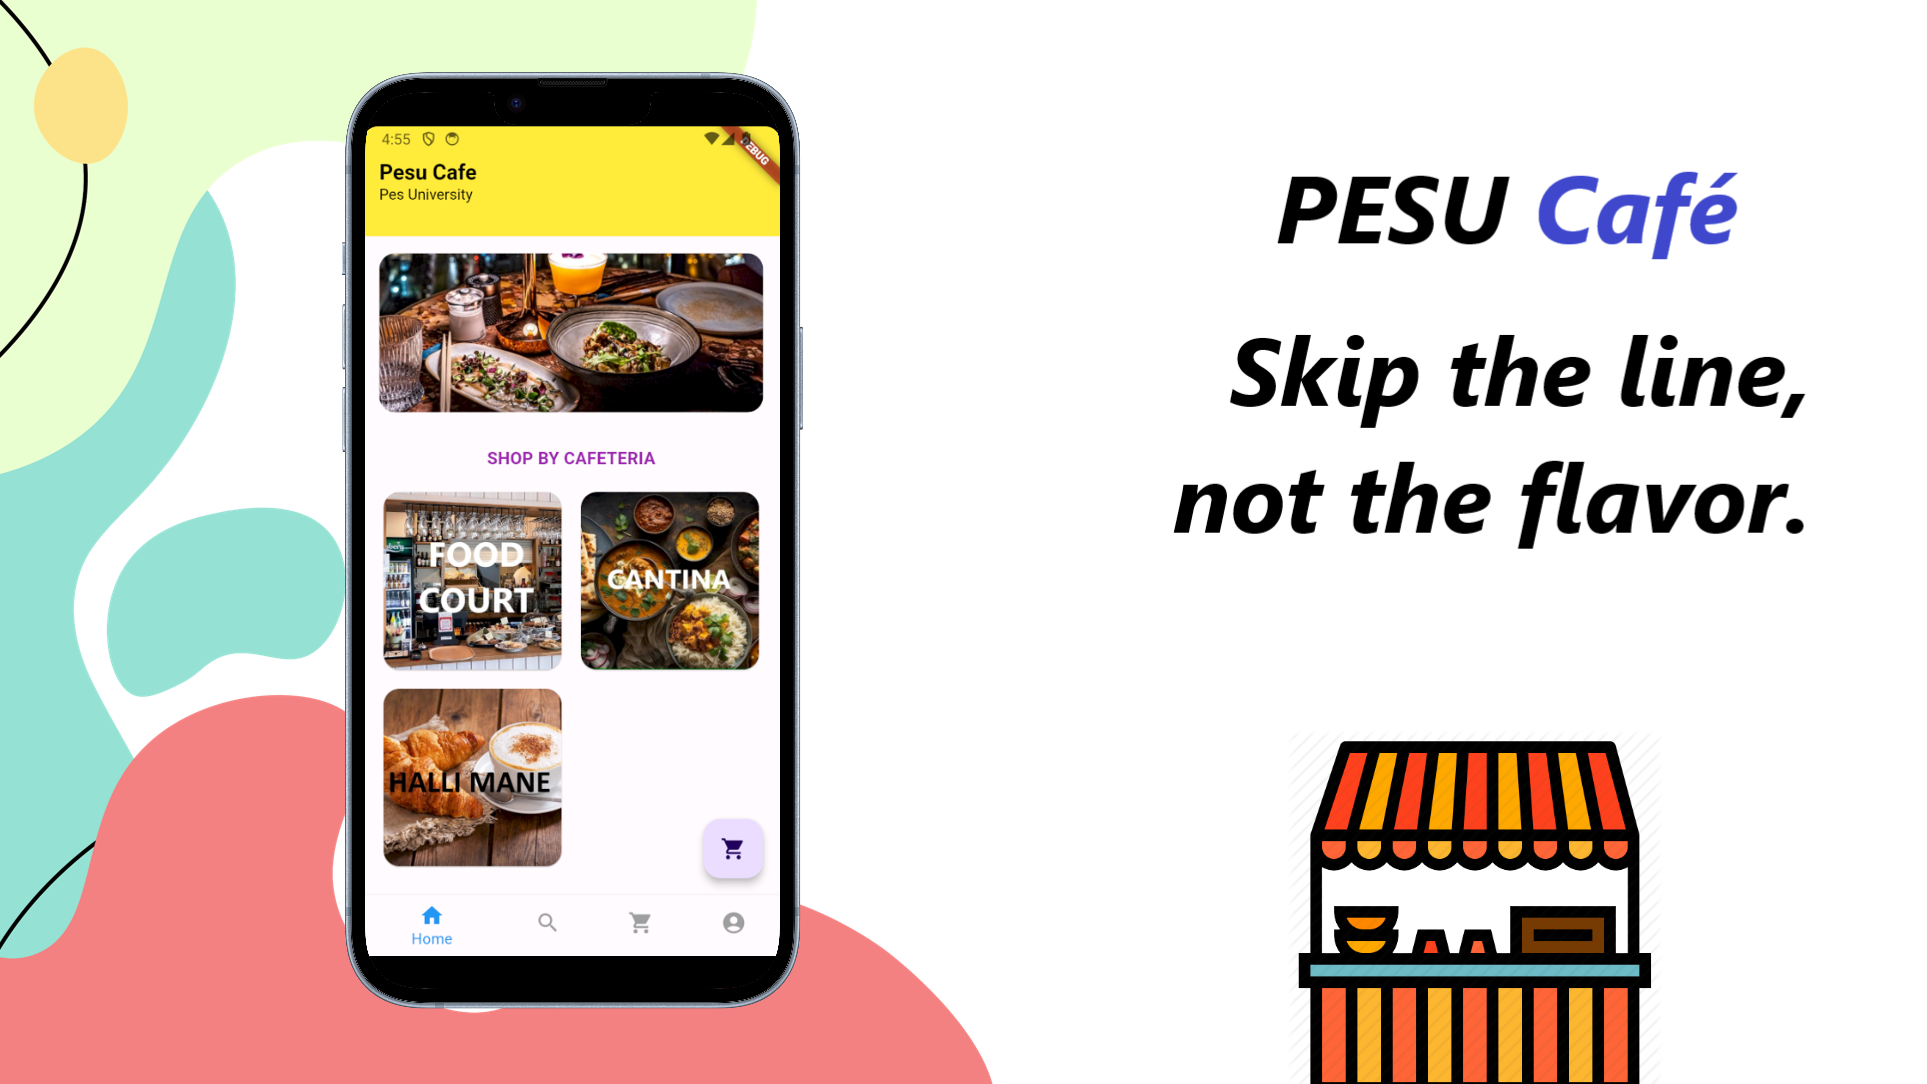 4:55
EBUG
Pesu Cafe
Pes University
SHOP BY CAFETERIA
FOOD
COURT
CANTINA
HALLI MANE
Home
PESU Café
Skip the line,
not the flavor.